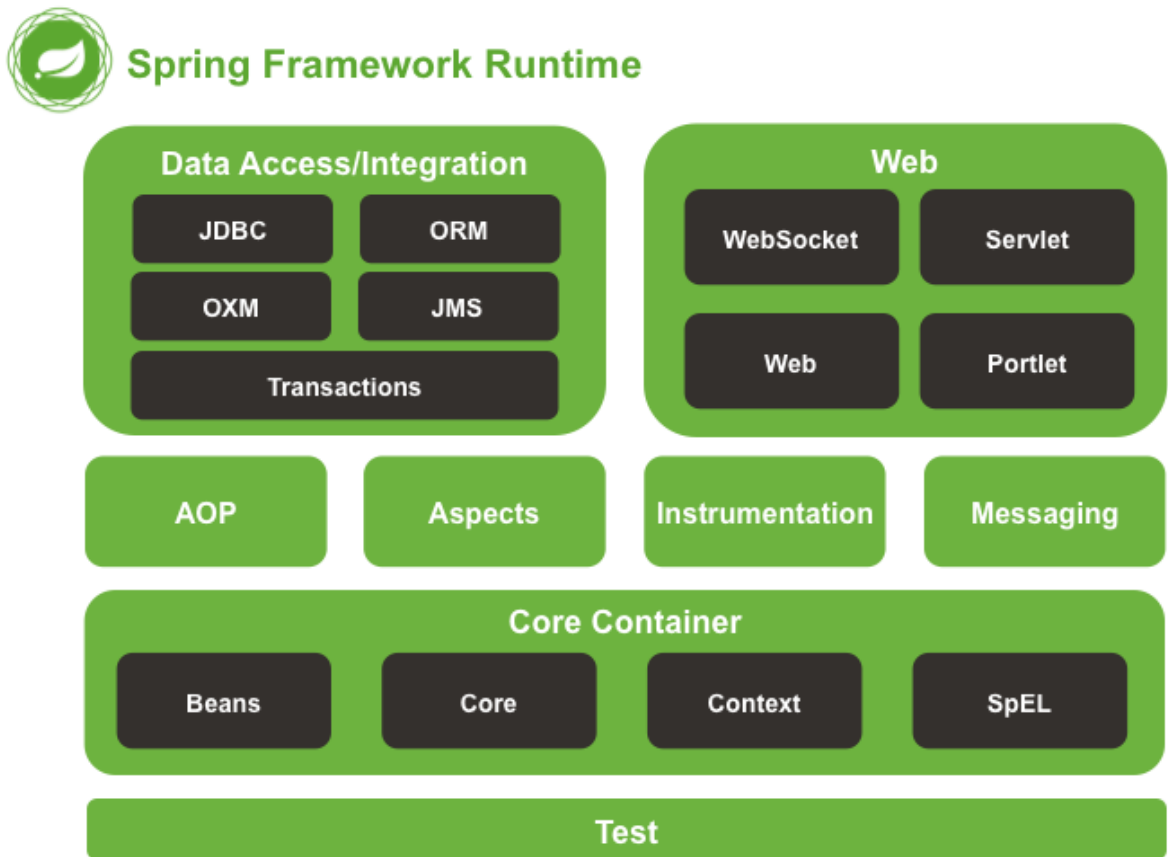 Spring Framework Runtime
Data Access/Integration
JDBC
ORM
OXM
JMS
Transactions
Web
WebSocket
Servlet
Web
Portlet
AOP
Aspects
Instrumentation
Messaging
Core Container
Beans
Core
Context
SpEL
Test